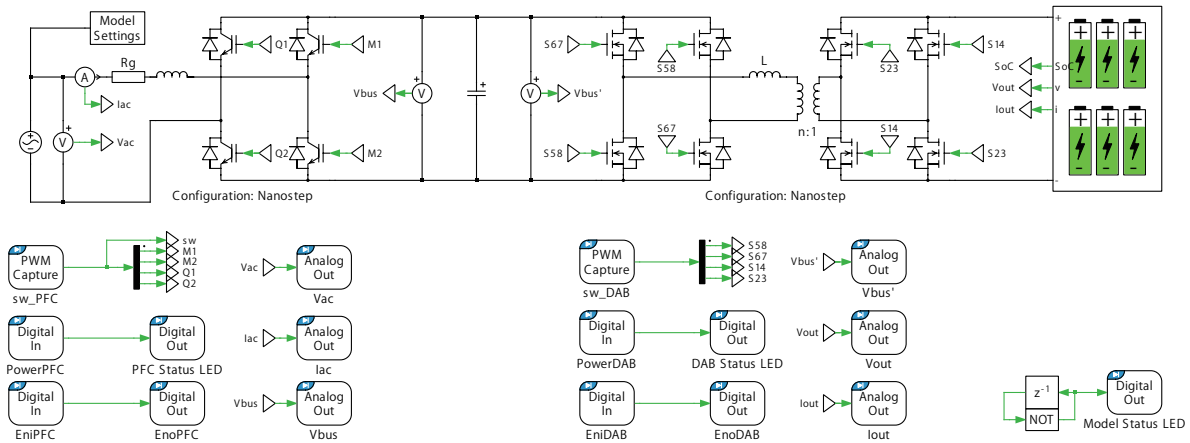 Model
Settings
Rg
A
Iac
V
Vac
Q1
M1
Q2
M2
Configuration: Nanostep
Vbus
V
V
Vbus'
S67
S58
S58
S67
L
n:1
S23
S14
S14
S23
Configuration: Nanostep
SoC
SoC
Vout
v
Iout
i
+
-
PWM
Capture
sw_PFC
sw
M1
M2
Q1
Q2
Vac
Analog
Out
Vac
PWM
Capture
sw_DAB
S58
S67
S14
S23
Vbus'
Analog
Out
Vbus'
Digital
In
PowerPFC
Digital
Out
PFC Status LED
Iac
Analog
Out
Iac
Digital
In
PowerDAB
Digital
Out
DAB Status LED
Vout
Analog
Out
Vout
Digital
In
EniPFC
Digital
Out
EnoPFC
Vbus
Analog
Out
Vbus
Digital
In
EniDAB
Digital
Out
EnoDAB
Iout
Analog
Out
Iout
z-1
NOT
Digital
Out
Model Status LED